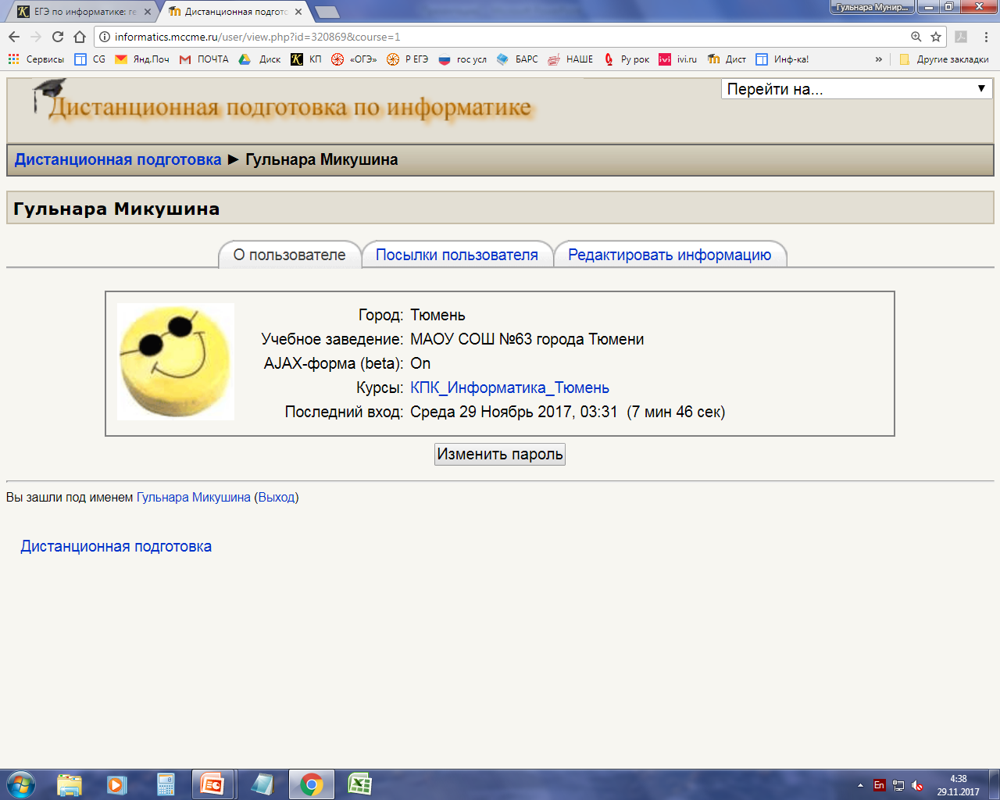 ЕГЭ по информатике: ге
Дистанционная подгото
Гульнара Мунир...
informatics.mccme.ru/user/view.php?id=320869&course=1
Сервисы CG Янд.Поч ПОЧТА Диск КП «ОГЭ» Р ЕГЭ гос усл БАРС НАШЕ Ру рок ivi.ru Дист Инф-ка! » Другие закладки
Дистанционная подготовка по информатике
Перейти на...
Дистанционная подготовка ► Гульнара Микушина
Гульнара Микушина
О пользователе Посылки пользователя Редактировать информацию
Город: Тюмень
Учебное заведение: МАОУ СОШ №63 города Тюмени
AJAX-форма (beta): On
Курсы: КПК_Информатика_Тюмень
Последний вход: Среда 29 Ноябрь 2017, 03:31 (7 мин 46 сек)
Изменить пароль
Вы зашли под именем Гульнара Микушина (Выход)
Дистанционная подготовка
En
4:38
29.11.2017